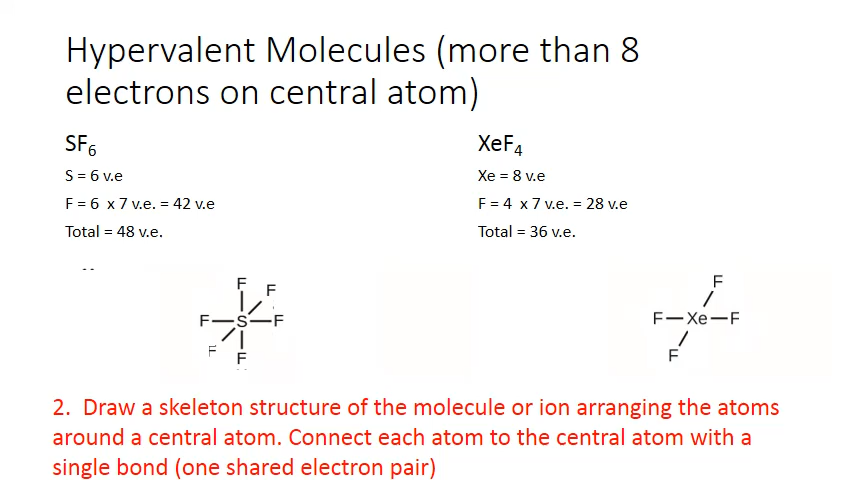 Hypervalent Molecules (more than 8
electrons on central atom)
SF₆
S = 6 v.e
F = 6 x 7 v.e. = 42 v.e
Total = 48 v.e.
XeF₄
Xe = 8 v.e
F = 4 x 7 v.e. = 28 v.e
Total = 36 v.e.
F F
F—S—F
F F
F
F—Xe—F
F
2. Draw a skeleton structure of the molecule or ion arranging the atoms
around a central atom. Connect each atom to the central atom with a
single bond (one shared electron pair)